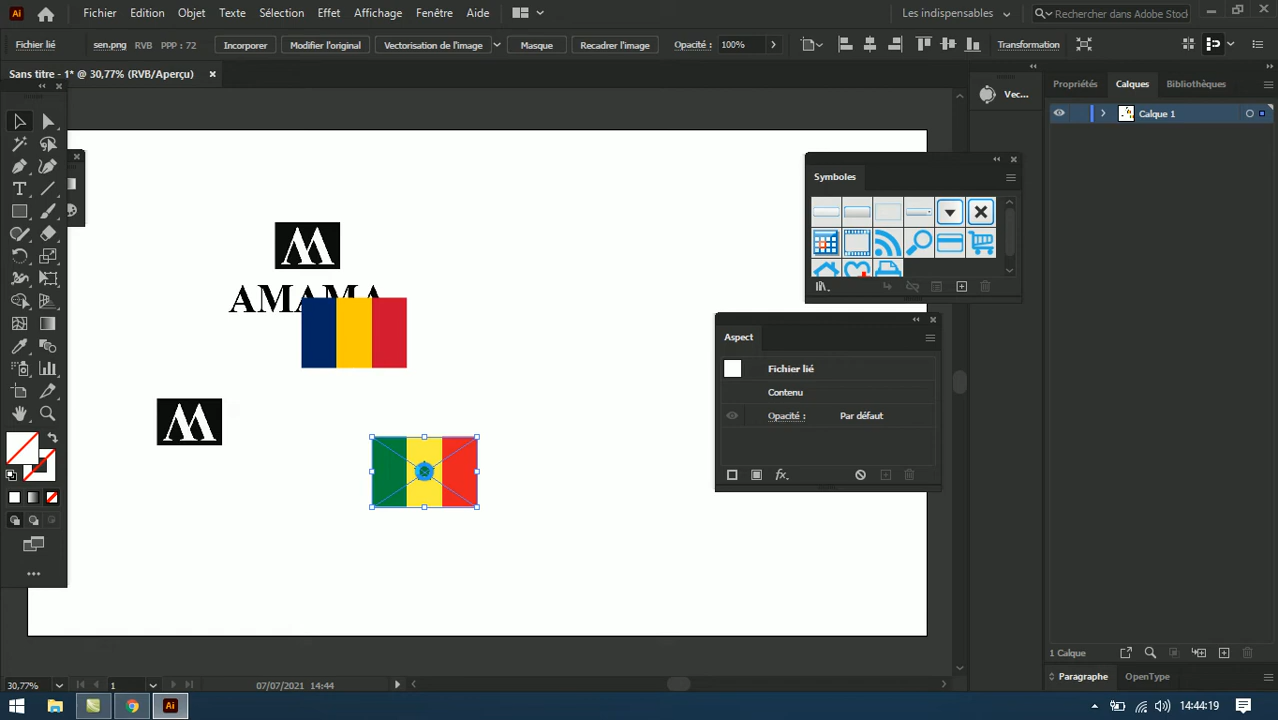 Ai Fichier Edition Objet Texte Sélection Effet Affichage Fenêtre Aide Les indispensables Rechercher dans Adobe Stock
Fichier lié sen.png RVB PPP : 72 Incorporer Modifier l'original Vectorisation de l'image Masque Recadrer l'image Opacité : 100% Transformation
Sans titre - 1* @ 30,77% (RVB/Aperçu)
Vec...
Propriétés Calques Bibliothèques
Calque 1
Symboles
AMAMA
Aspect
Fichier lié
Contenu
Opacité : Par défaut
fx
1 Calque
Paragraphe OpenType
30,77% 1 07/07/2021 14:44
Ai 14:44:19